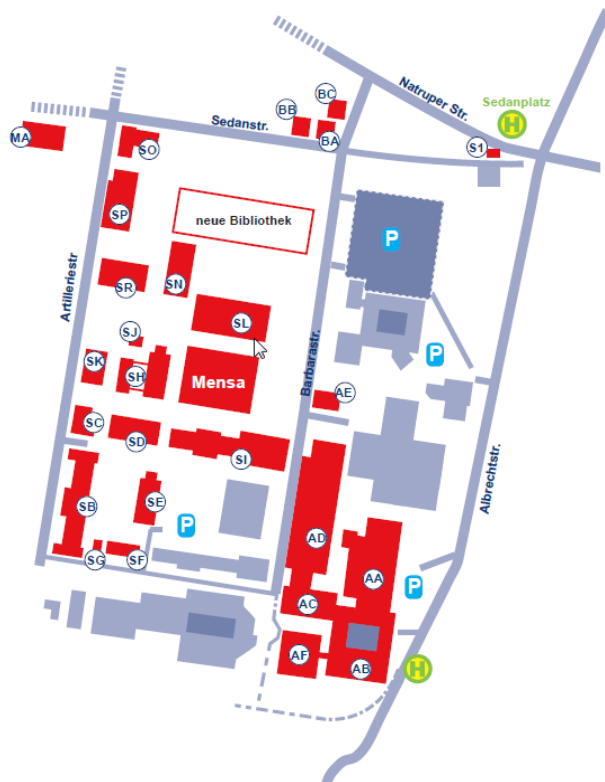 Natruper Str.
Sedanplatz
H
BC
BB
BA
Sedanstr.
MA
SO
S1
SP
neue Bibliothek
P
SN
SR
Artilleriestr
SL
SJ
Barbarastr.
P
SK
SH
Mensa
AE
SC
SD
SI
Albrechtstr.
SB
SE
P
AD
SG
SF
AA
P
AC
AF
AB
H